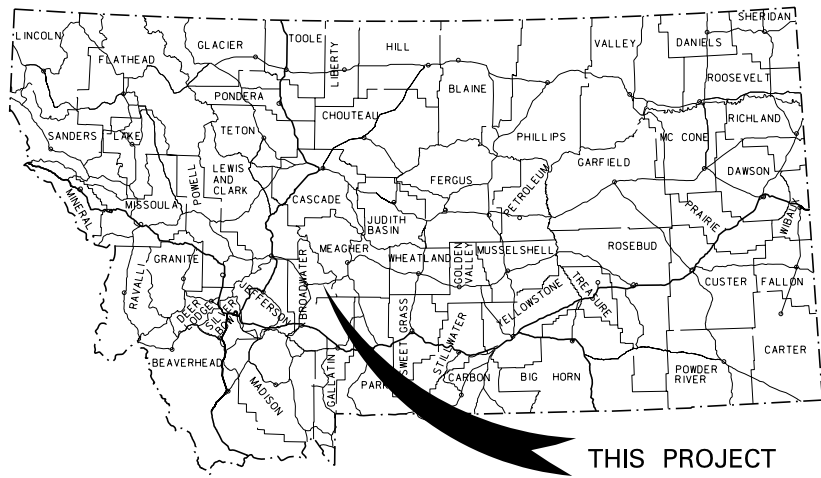 LINCOLN
FLATHEAD
GLACIER
TOOLE
LIBERTY
HILL
BLAINE
VALLEY
DANIELS
SHERIDAN
ROOSEVELT
PONDERA
CHOUTEAU
PHILLIPS
RICHLAND
SANDERS
LAKE
TETON
MC CONE
GARFIELD
DAWSON
MINERAL
MISSOULA
POWELL
LEWIS
AND
CLARK
CASCADE
FERGUS
PETROLEUM
PRAIRIE
WIBAUX
JUDITH
BASIN
RAVALLI
GRANITE
BROADWATER
MEAGHER
WHEATLAND
GOLDEN
VALLEY
MUSSELSHELL
ROSEBUD
CUSTER
FALLON
DEER
LODGE
SILVER
BOW
JEFFERSON
YELLOWSTONE
TREASURE
BEAVERHEAD
MADISON
GALLATIN
PARK
SWEET GRASS
STILLWATER
CARBON
BIG HORN
POWDER
RIVER
CARTER
THIS PROJECT